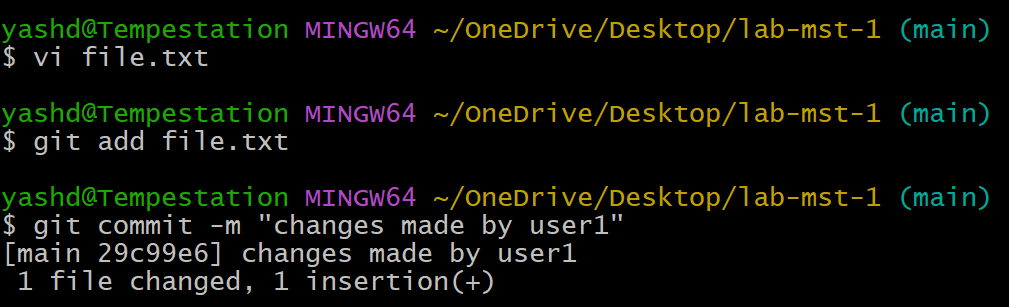 yashd@Tempestation MINGW64 ~/OneDrive/Desktop/lab-mst-1 (main)
$ vi file.txt
yashd@Tempestation MINGW64 ~/OneDrive/Desktop/lab-mst-1 (main)
$ git add file.txt
yashd@Tempestation MINGW64 ~/OneDrive/Desktop/lab-mst-1 (main)
$ git commit -m "changes made by user1"
[main 29c99e6] changes made by user1
 1 file changed, 1 insertion(+)